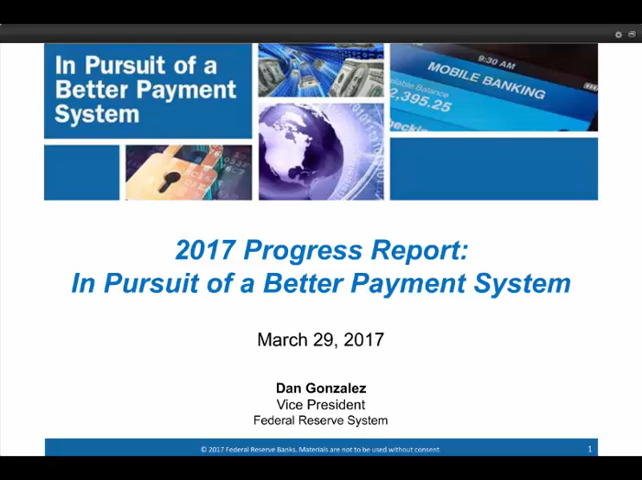 In Pursuit of a
Better Payment
System
9:30 AM
MOBILE BANKING
Available Balance
2,395.25
2017 Progress Report:
In Pursuit of a Better Payment System
March 29, 2017
Dan Gonzalez
Vice President
Federal Reserve System
© 2017 Federal Reserve Banks. Materials are not to be used without consent.
1